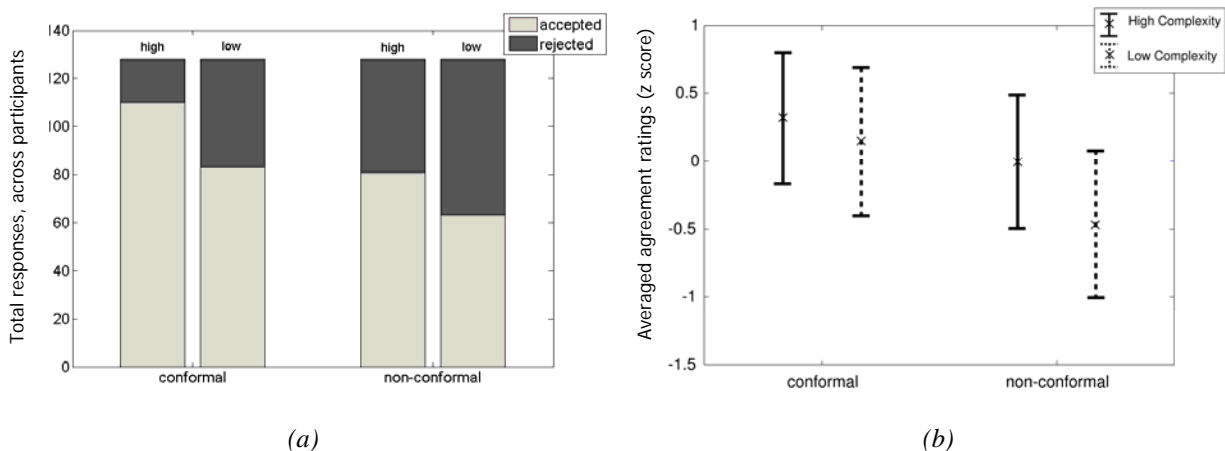 Total responses, across participants
140
120
100
80
60
40
20
0
high
low
high
low
accepted
rejected
conformal
non-conformal
(a)
Averaged agreement ratings (z score)
1
0.5
0
-0.5
-1
-1.5
High Complexity
Low Complexity
conformal
non-conformal
(b)